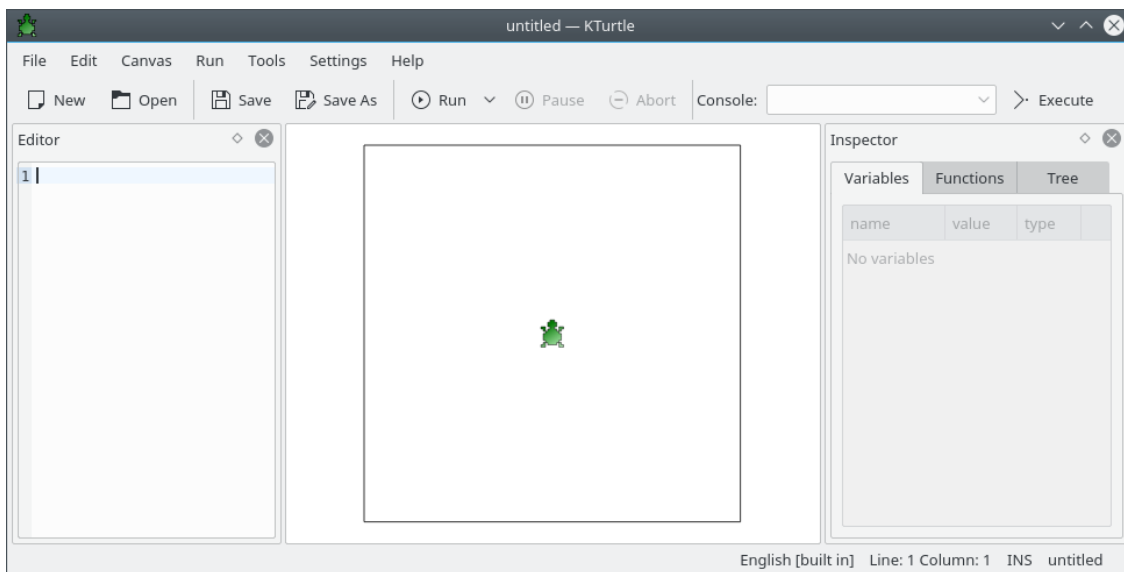 untitled — KTurtle
File Edit Canvas Run Tools Settings Help
New Open Save Save As Run Pause Abort Console: Execute
Editor
1
Inspector
Variables Functions Tree
name value type
No variables
English [built in] Line: 1 Column: 1 INS untitled